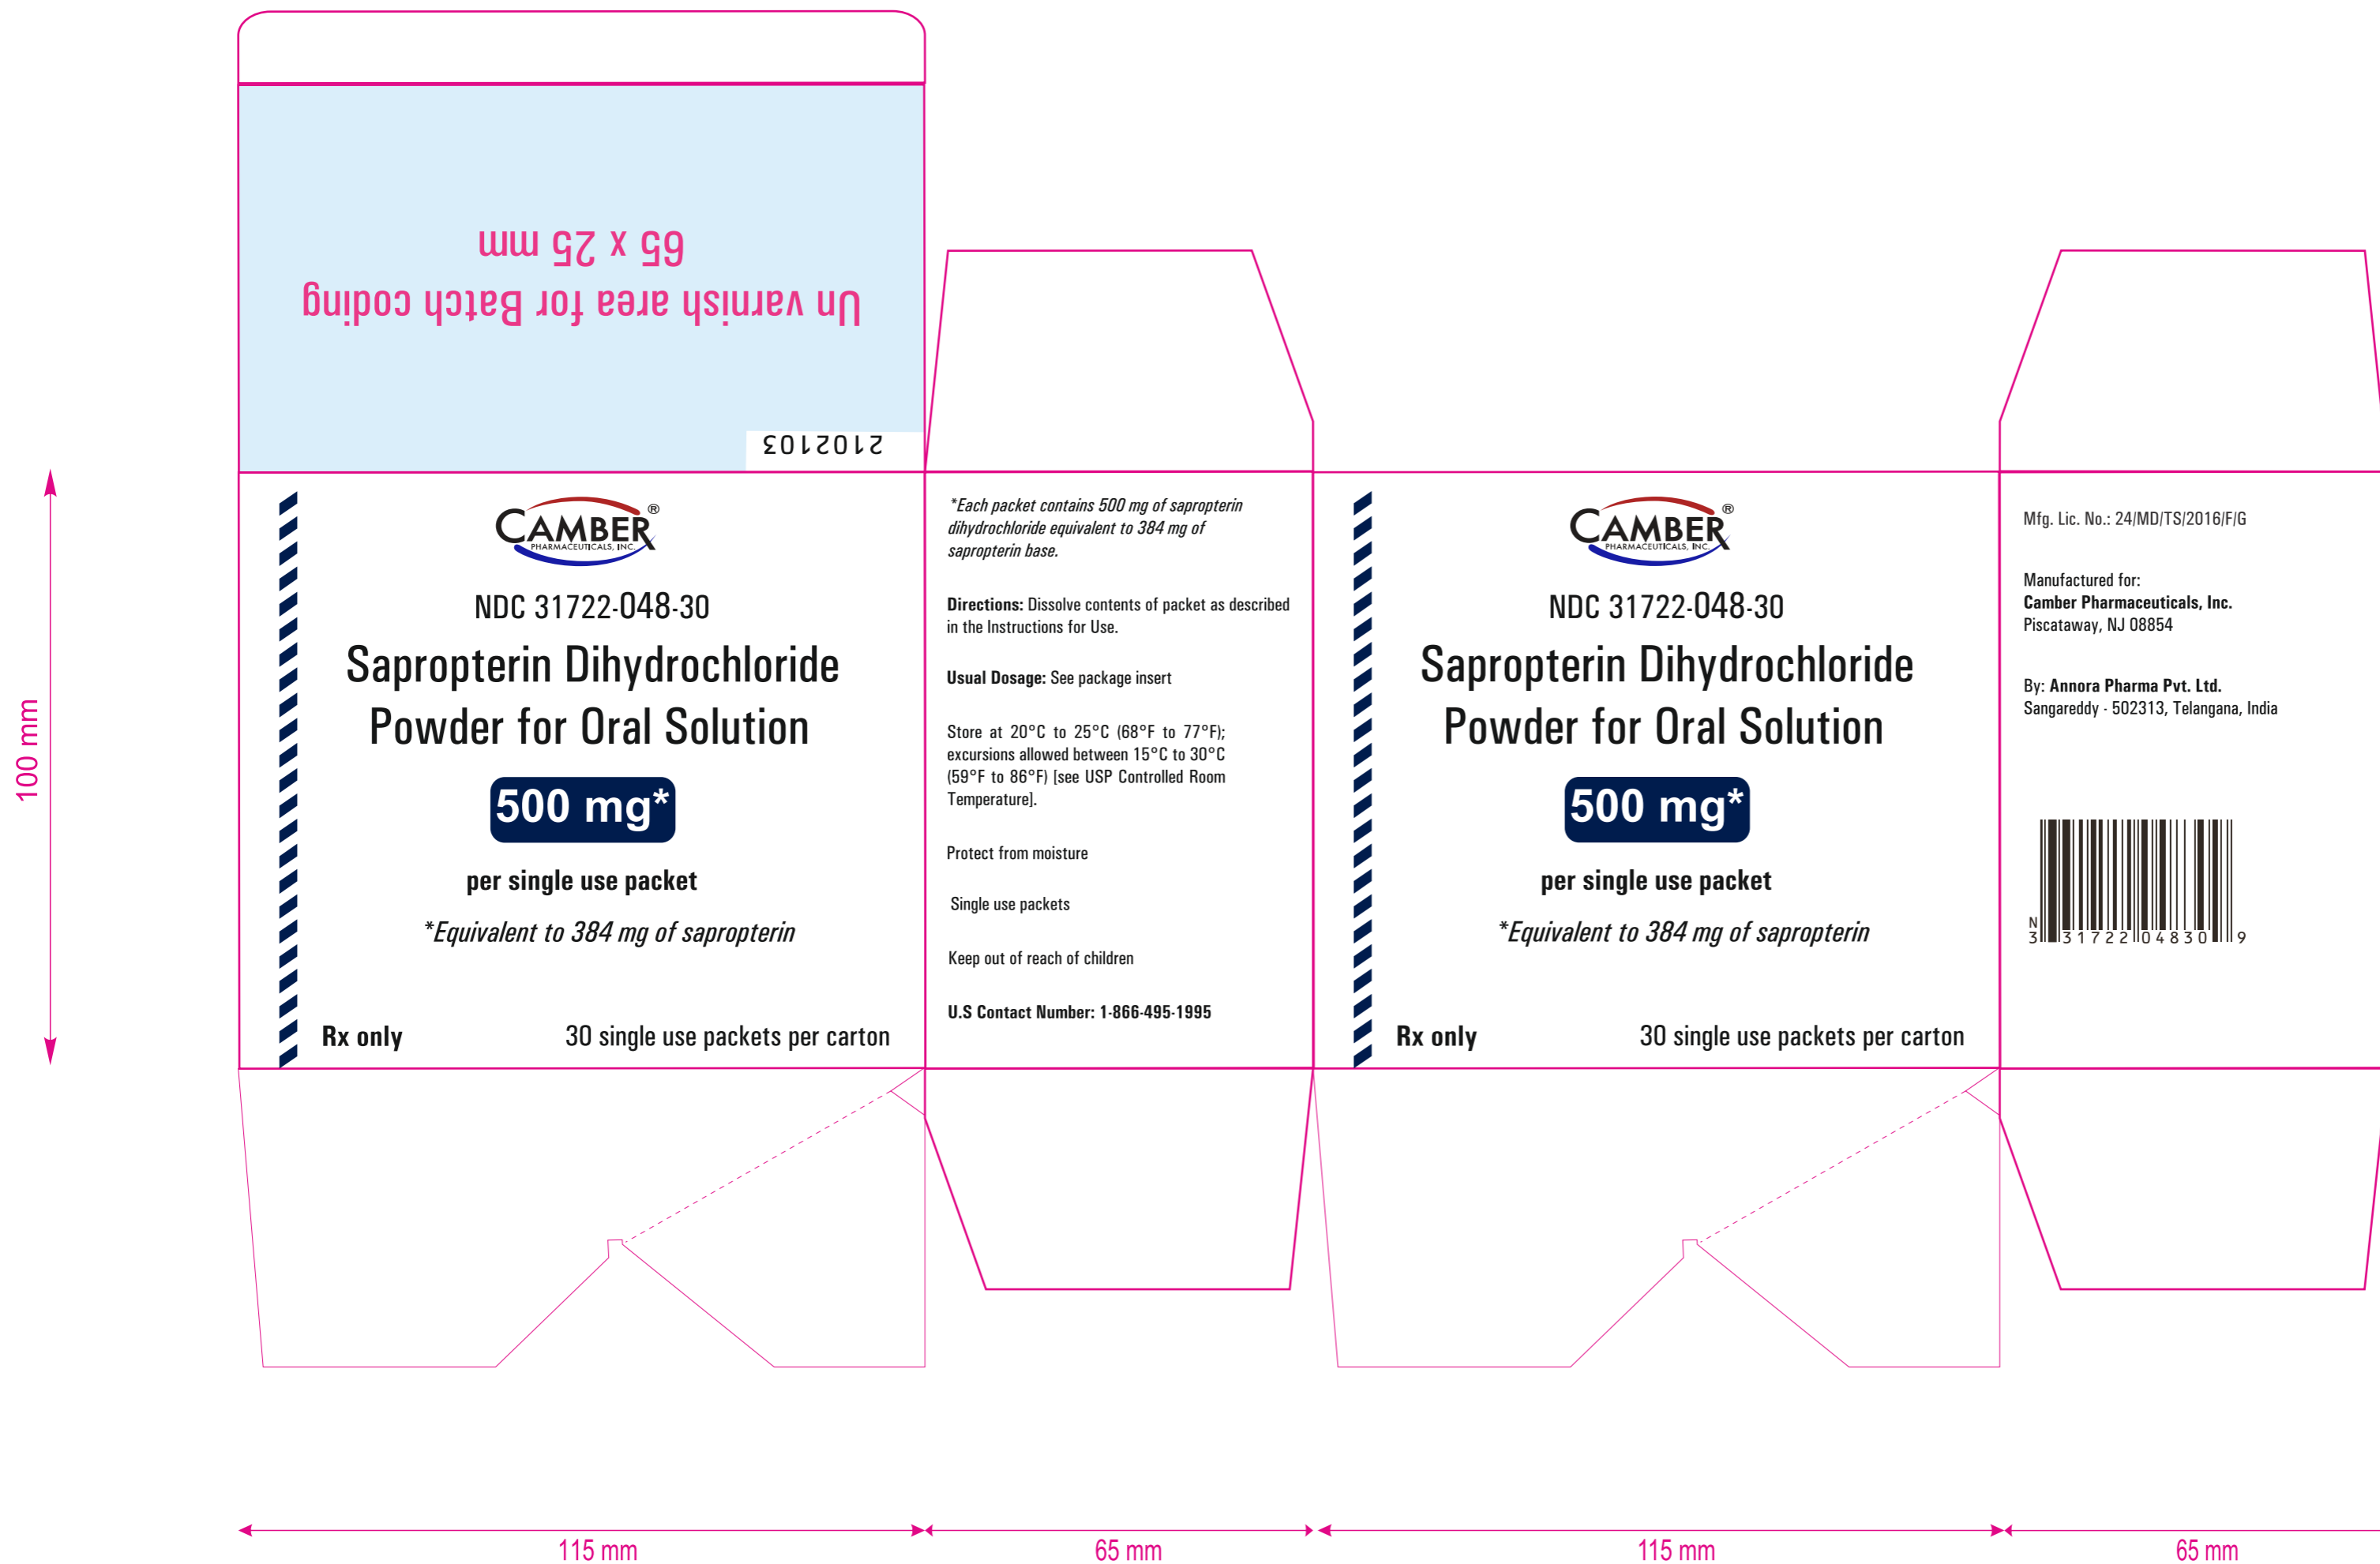 Un varnish area for Batch coding
65 x 25 mm
2102103
100 mm
CAMBER®
PHARMACEUTICALS, INC.
NDC 31722-048-30
Sapropterin Dihydrochloride
Powder for Oral Solution
500 mg*
per single use packet
*Equivalent to 384 mg of sapropterin
Rx only 30 single use packets per carton
*Each packet contains 500 mg of sapropterin
dihydrochloride equivalent to 384 mg of
sapropterin base.
Directions: Dissolve contents of packet as described
in the Instructions for Use.
Usual Dosage: See package insert
Store at 20°C to 25°C (68°F to 77°F);
excursions allowed between 15°C to 30°C
(59°F to 86°F) [see USP Controlled Room
Temperature].
Protect from moisture
Single use packets
Keep out of reach of children
U.S Contact Number: 1-866-495-1995
CAMBER®
PHARMACEUTICALS, INC.
NDC 31722-048-30
Sapropterin Dihydrochloride
Powder for Oral Solution
500 mg*
per single use packet
*Equivalent to 384 mg of sapropterin
Rx only 30 single use packets per carton
Mfg. Lic. No.: 24/MD/TS/2016/F/G
Manufactured for:
Camber Pharmaceuticals, Inc.
Piscataway, NJ 08854
By: Annora Pharma Pvt. Ltd.
Sangareddy - 502313, Telangana, India
N
3 31722 04830 9
115 mm 65 mm 115 mm 65 mm